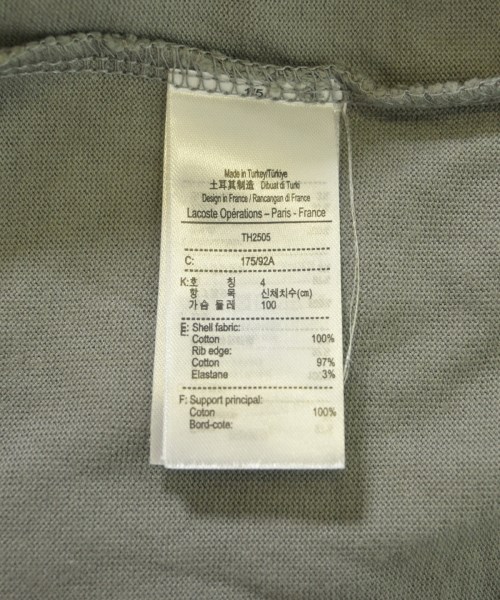 1/5
Made in Turkey/Türkiye
土耳其制造 Dibuat di Turki
Design in France / Rancangan di France
Lacoste Opérations – Paris - France
TH2505
C: 175/92A
K: 호 칭 4
항 목 신체치수(㎝)
가슴 둘레 100
E: Shell fabric:
Cotton 100%
Rib edge:
Cotton 97%
Elastane 3%
F: Support principal:
Coton 100%
Bord-cote: